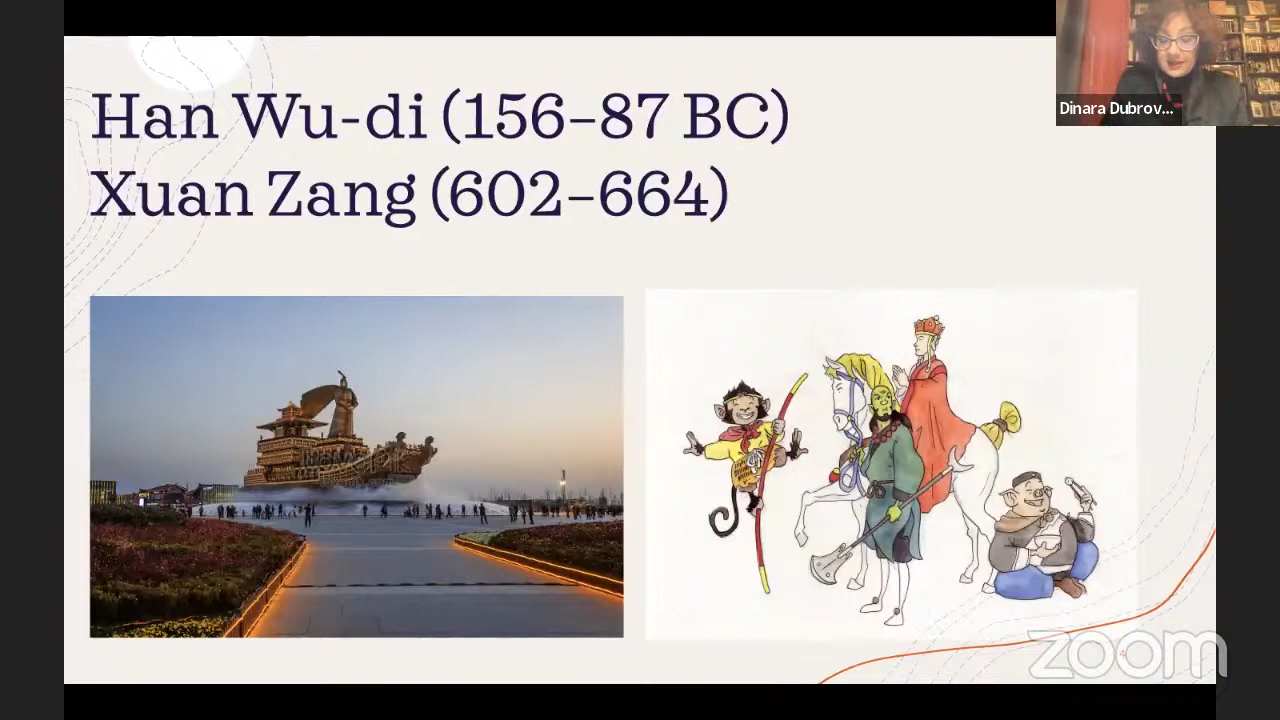 Han Wu-di (156–87 BC)
Xuan Zang (602–664)
Dinara Dubrov...
zoom